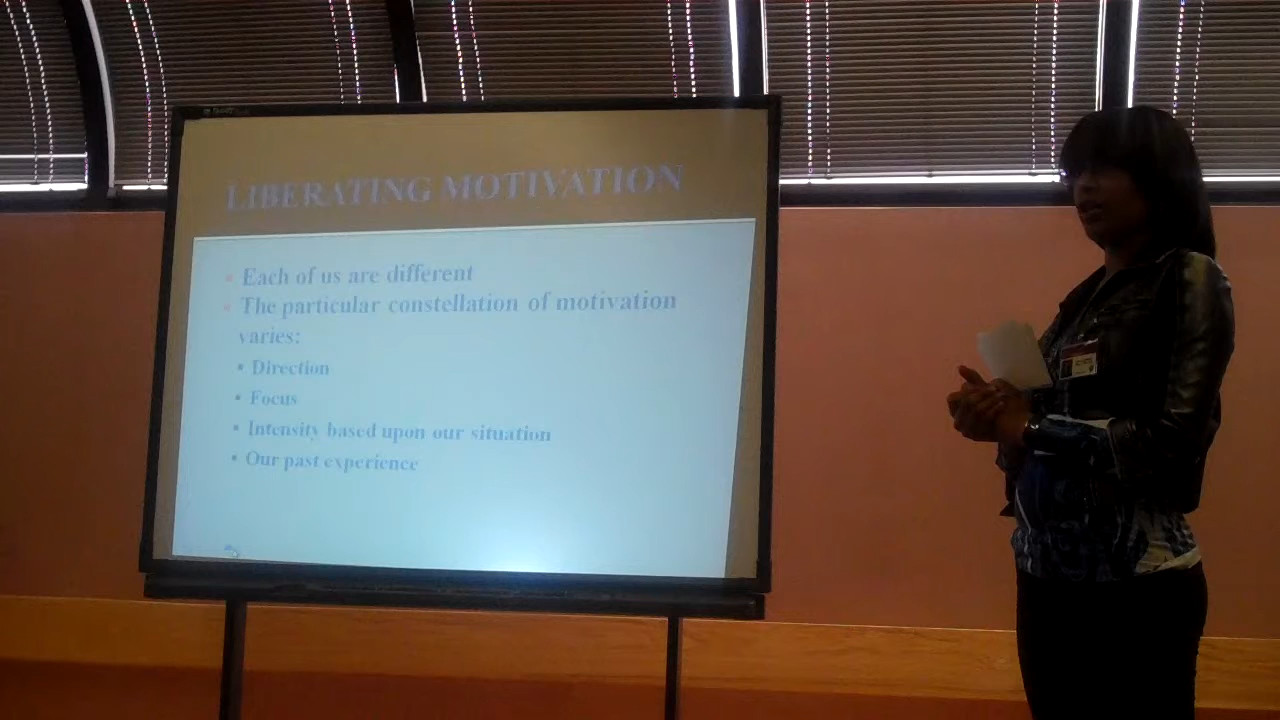 LIBERATING MOTIVATION
Each of us are different
The particular constellation of motivation
varies:
Direction
Focus
Intensity based upon our situation
Our past experience